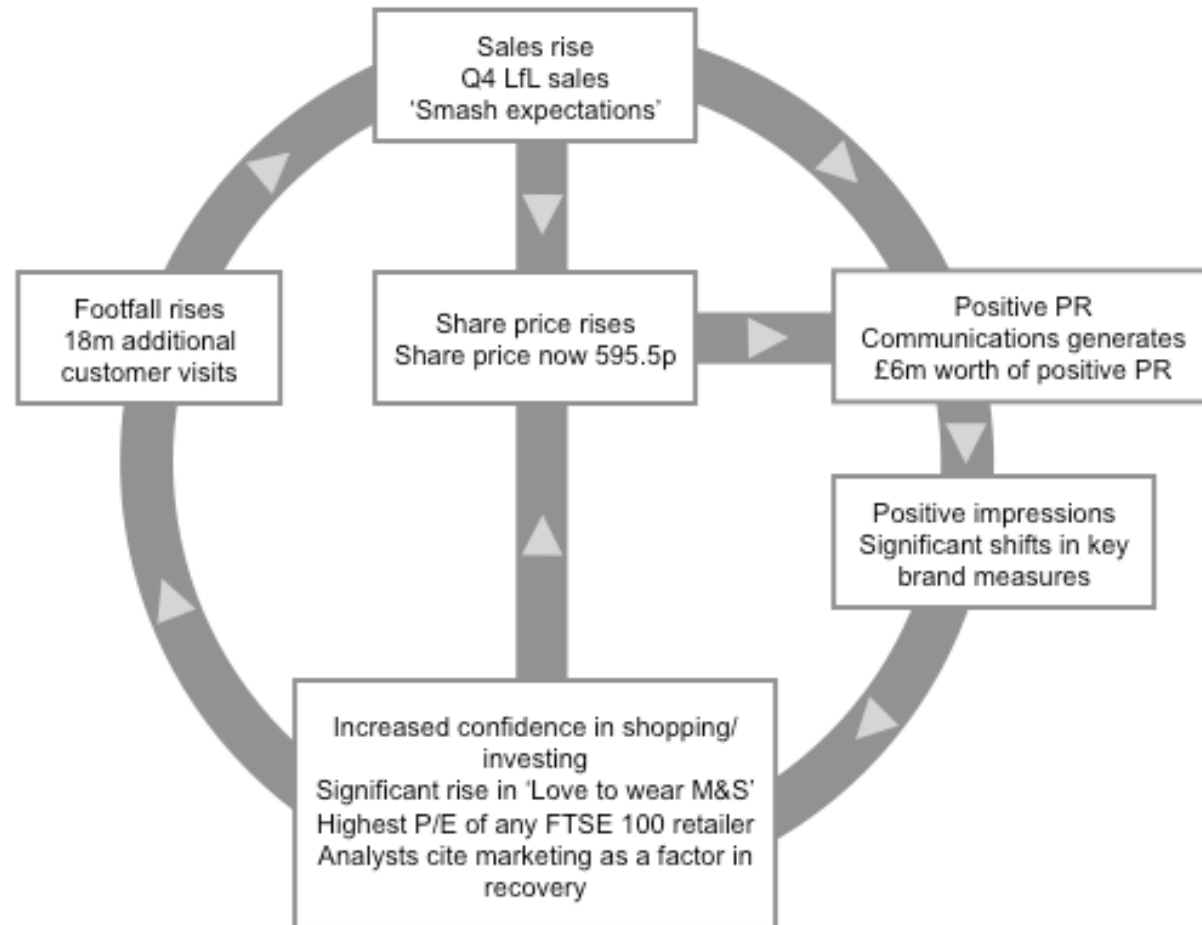 Sales rise
Q4 LfL sales
‘Smash expectations’
Footfall rises
18m additional
customer visits
Share price rises
Share price now 595.5p
Positive PR
Communications generates
£6m worth of positive PR
Positive impressions
Significant shifts in key
brand measures
Increased confidence in shopping/
investing
Significant rise in ‘Love to wear M&S’
Highest P/E of any FTSE 100 retailer
Analysts cite marketing as a factor in
recovery